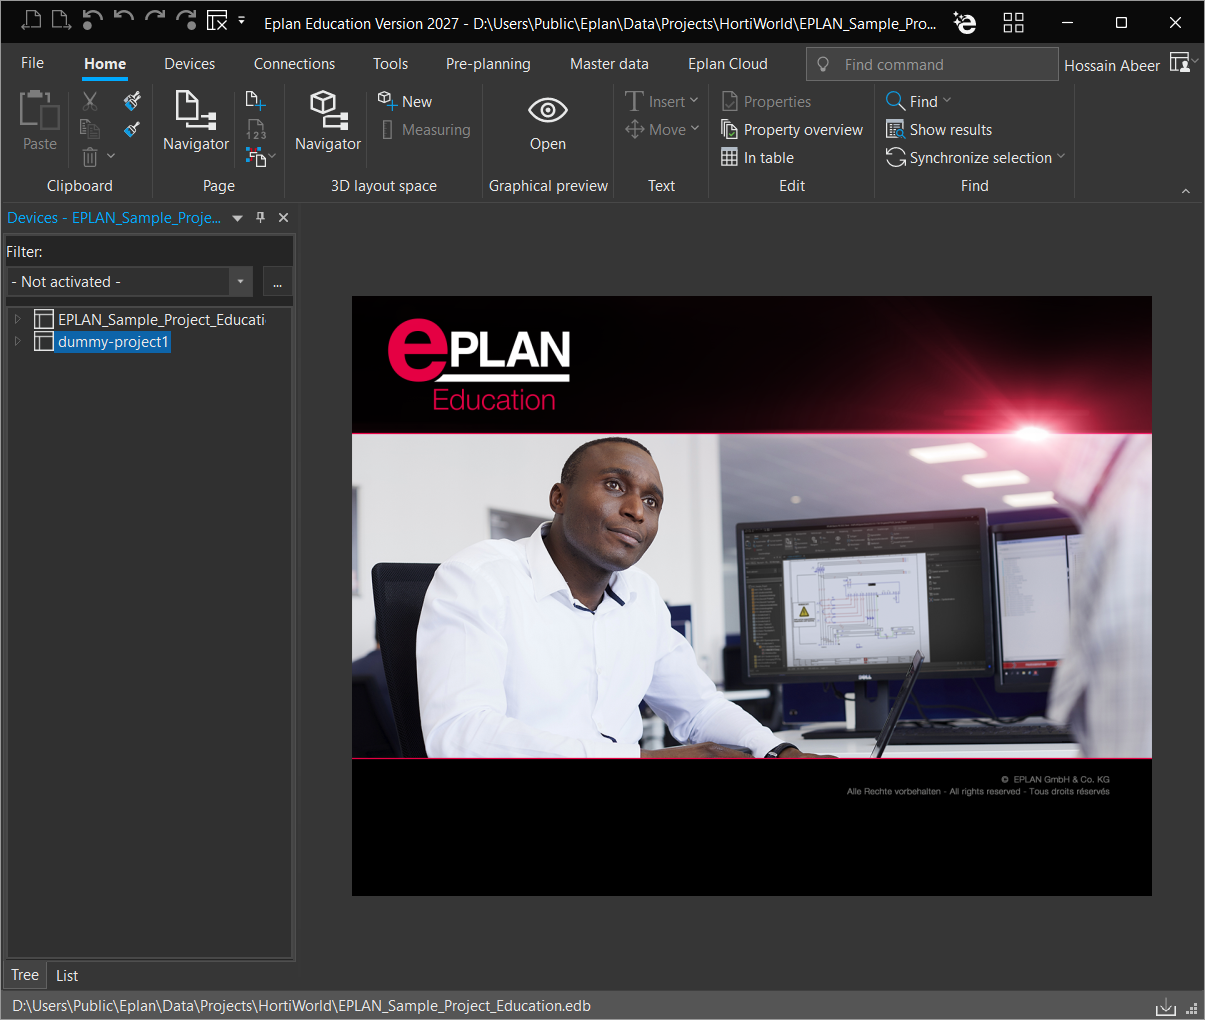 Eplan Education Version 2027 - D:\Users\Public\Eplan\Data\Projects\HortiWorld\EPLAN_Sample_Pro...
File Home Devices Connections Tools Pre-planning Master data Eplan Cloud Find command Hossain Abeer
Paste
Clipboard
Navigator
123
Page
Navigator
New
Measuring
3D layout space
Open
Graphical preview
Insert
Move
Text
Properties
Property overview
In table
Edit
Find
Show results
Synchronize selection
Find
Devices - EPLAN_Sample_Proje...
Filter:
- Not activated -
...
EPLAN_Sample_Project_Educati
dummy-project1
ePLAN
Education
DELL
© EPLAN GmbH & Co. KG
Alle Rechte vorbehalten - All rights reserved - Tous droits réservés
Tree List
D:\Users\Public\Eplan\Data\Projects\HortiWorld\EPLAN_Sample_Project_Education.edb